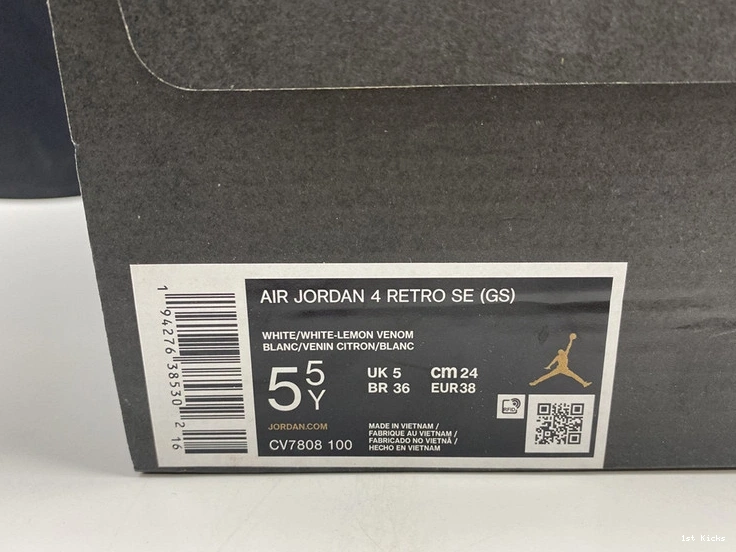 AIR JORDAN 4 RETRO SE (GS)
WHITE/WHITE-LEMON VENOM
BLANC/VENIN CITRON/BLANC
5 5 Y
UK 5 cm 24
BR 36 EUR38
JORDAN.COM
CV7808 100
MADE IN VIETNAM /
FABRIQUE AU VIETNAM /
FABRICADO NO VIETNÃ /
HECHO EN VIETNAM
RFID
1 94276 38530 2 16
1st Kicks